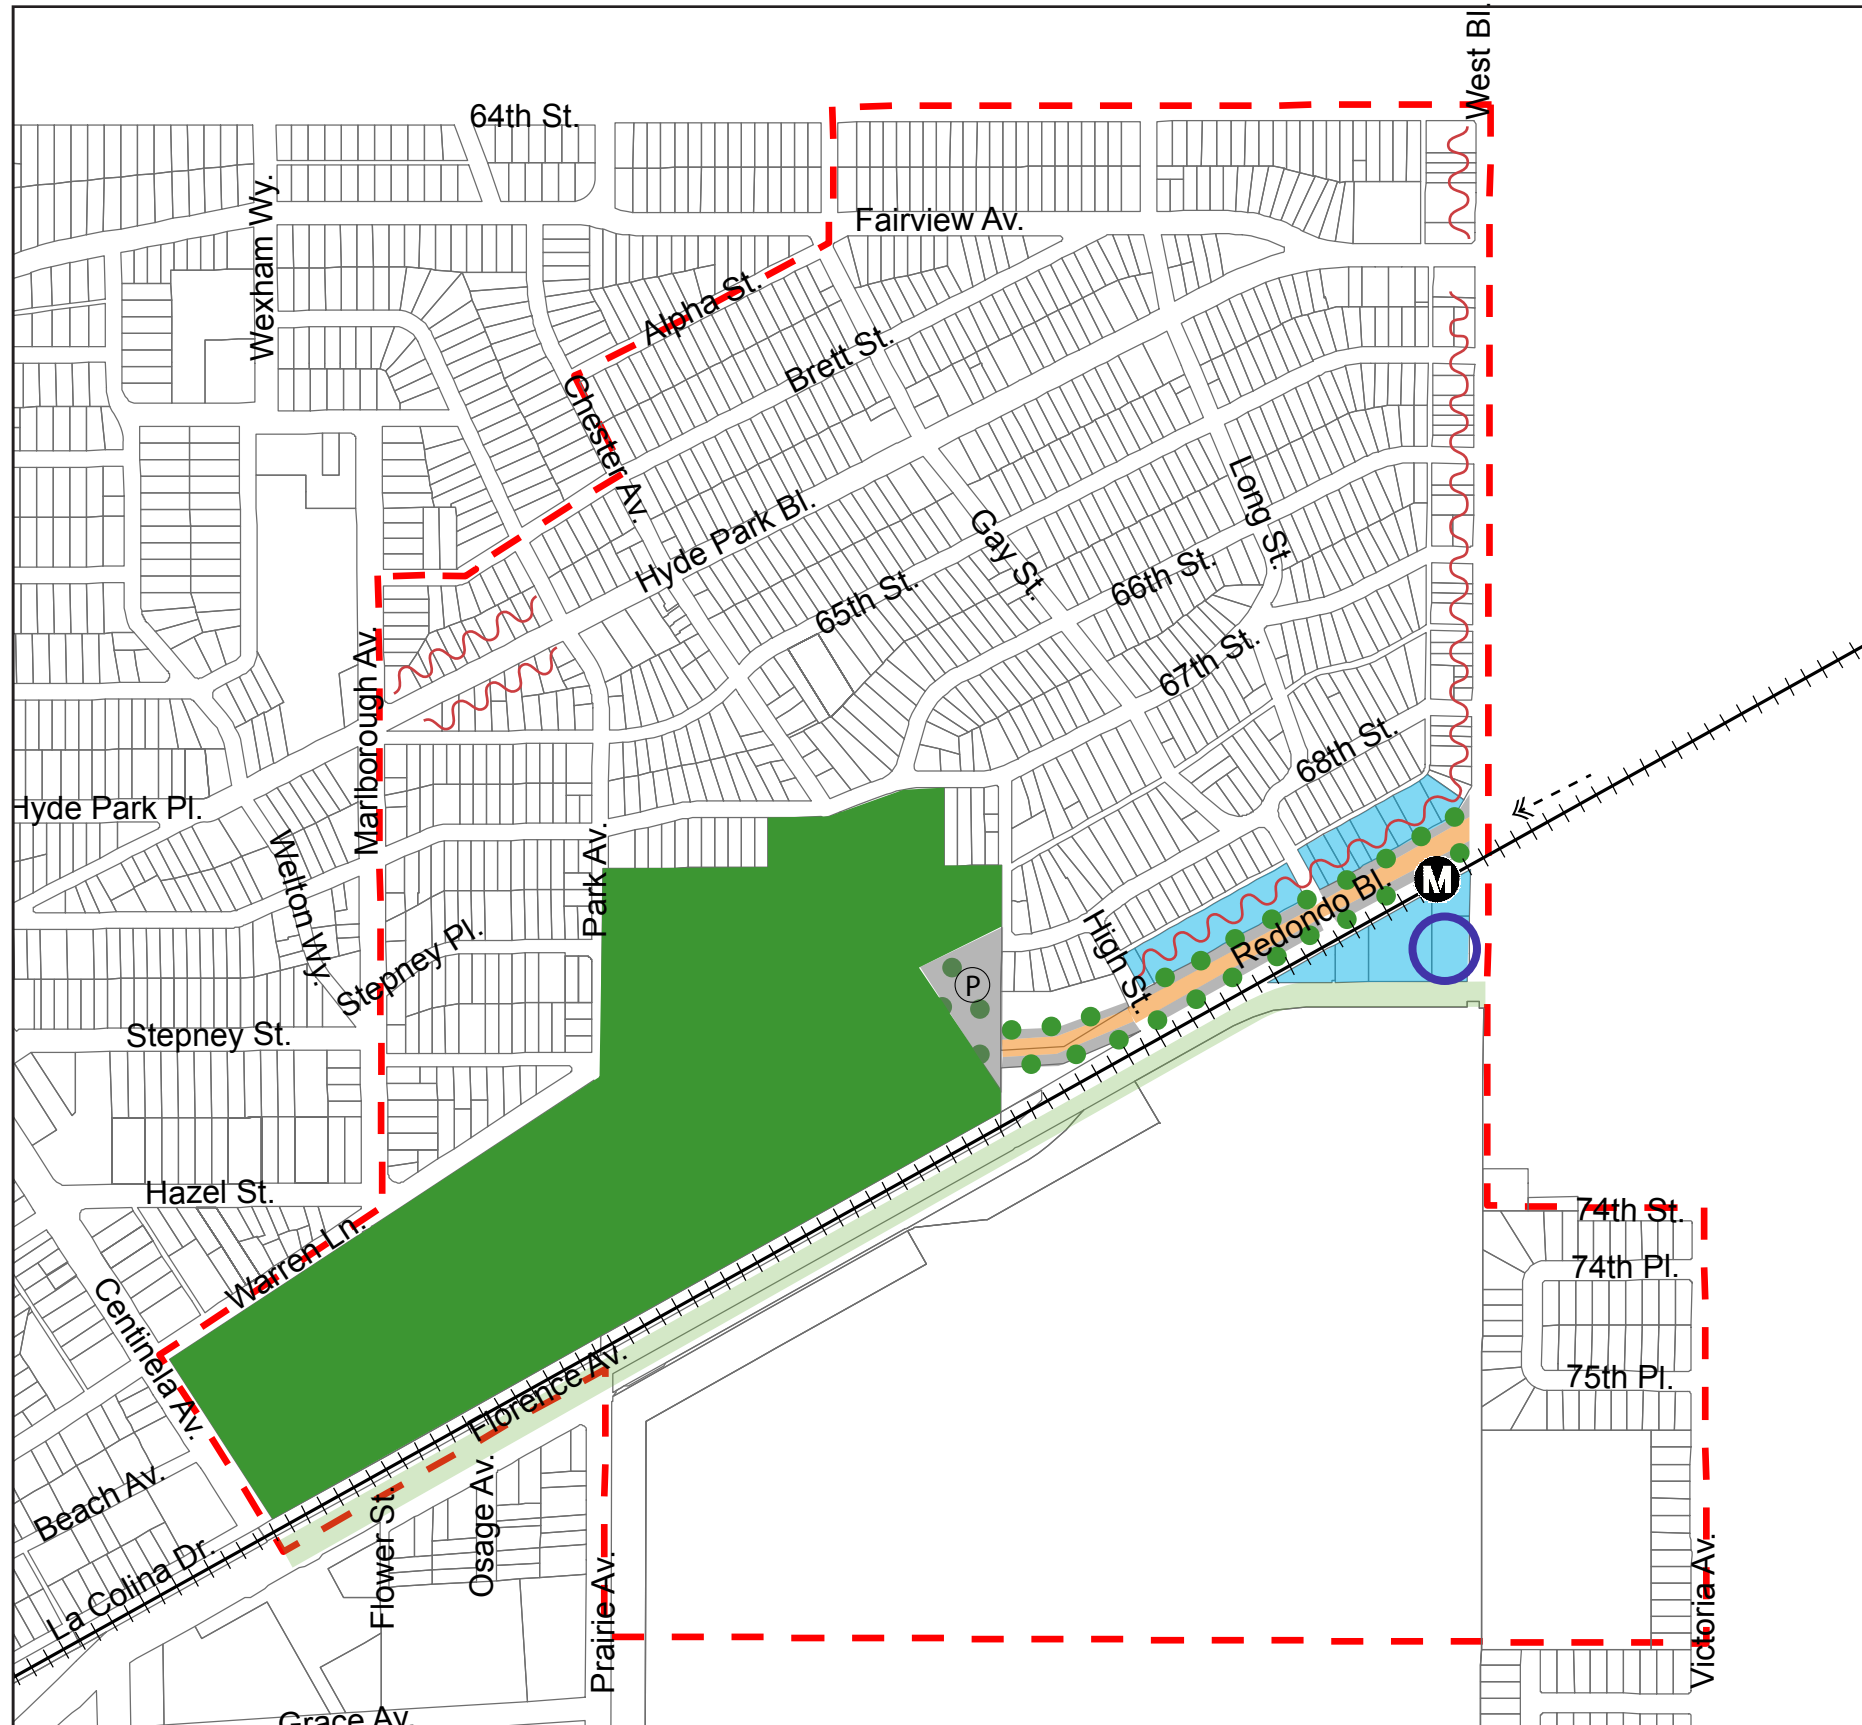 West Bl.
64th St.
Wexham Wy.
Fairview Av.
Alpha St.
Brett St.
Chester Av.
Hyde Park Bl.
Long St.
Gay St.
66th St.
65th St.
67th St.
Marlborough Av.
68th St.
Hyde Park Pl.
Welton Wy.
Park Av.
M
Redondo Bl.
High St.
Stepney Pl.
P
Stepney St.
Hazel St.
74th St.
Warren Ln.
74th Pl.
Centinela Av.
Florence Av.
75th Pl.
Beach Av.
Osage Av.
Flower St.
La Colina Dr.
Prairie Av.
Victoria Av.
Grace Av.